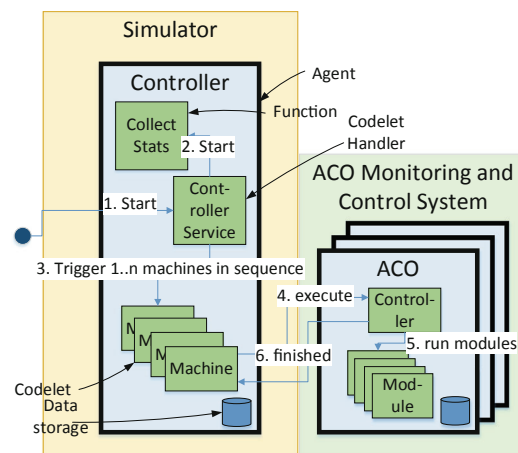 Simulator
Controller
Agent
Function
Collect
Stats
2. Start
Codelet
Handler
ACO Monitoring and
Control System
1. Start
Cont-
roller
Service
3. Trigger 1..n machines in sequence
ACO
4. execute
Control-
ler
M
M
M
Machine
6. finished
5. run modules
Mod-
ule
Codelet
Data
storage